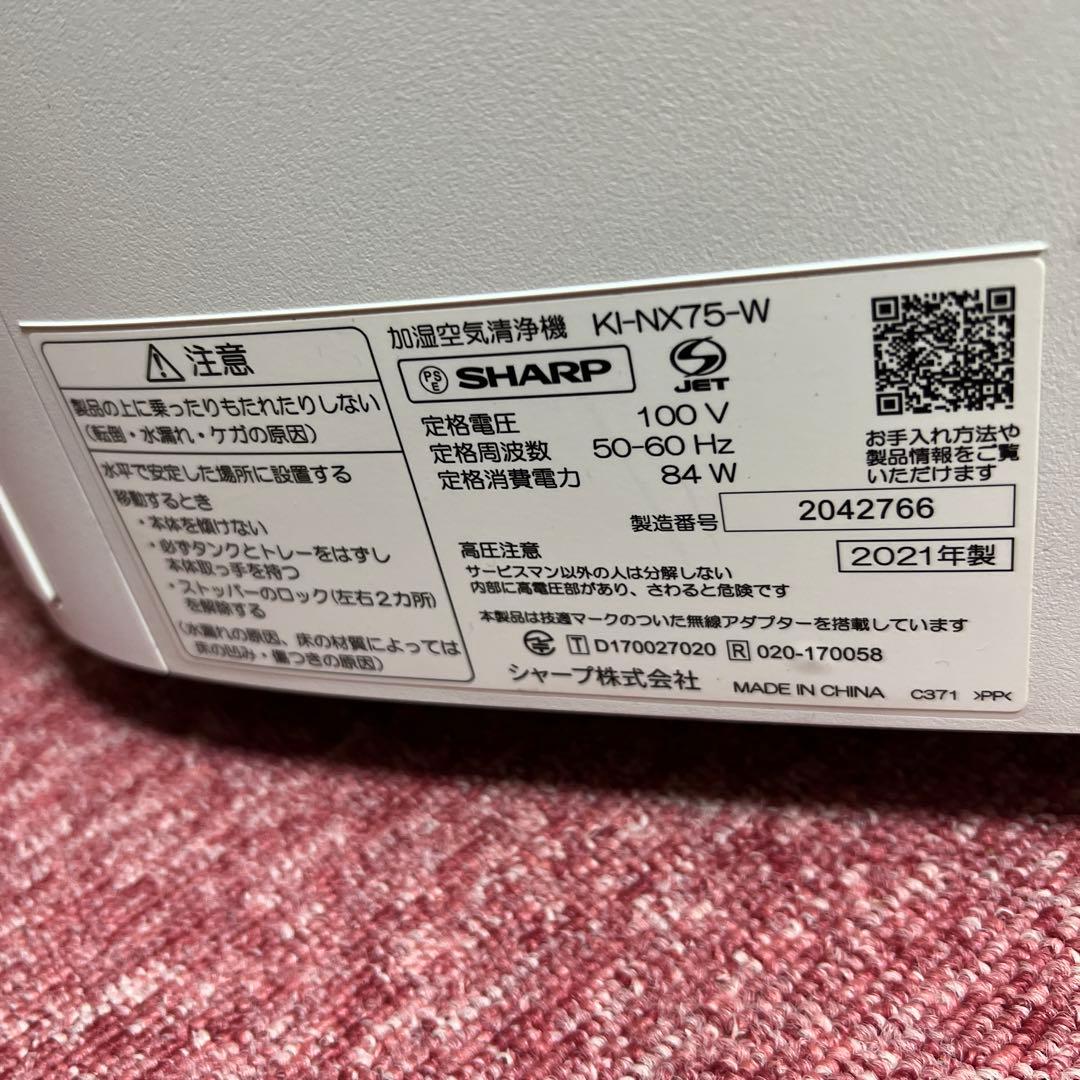 注意
製品の上に乗ったりもたれたりしない
(転倒・水漏れ・ケガの原因)
水平で安定した場所に設置する
移動するとき
・本体を傾けない
・必ずタンクとトレーをはずし
本体取っ手を持つ
・ストッパーのロック(左右2カ所)
を解除する
(水漏れの原因、床の材質によっては
床の凹み・傷つきの原因)
加湿空気清浄機 KI-NX75-W
PSE SHARP
JET
定格電圧 100 V
定格周波数 50-60 Hz
定格消費電力 84 W
お手入れ方法や
製品情報をご覧
いただけます
製造番号 2042766
2021年製
高圧注意
サービスマン以外の人は分解しない
内部に高電圧部があり、さわると危険です
本製品は技適マークのついた無線アダプターを搭載しています
T D170027020 R 020-170058
シャープ株式会社 MADE IN CHINA C371 >PP<